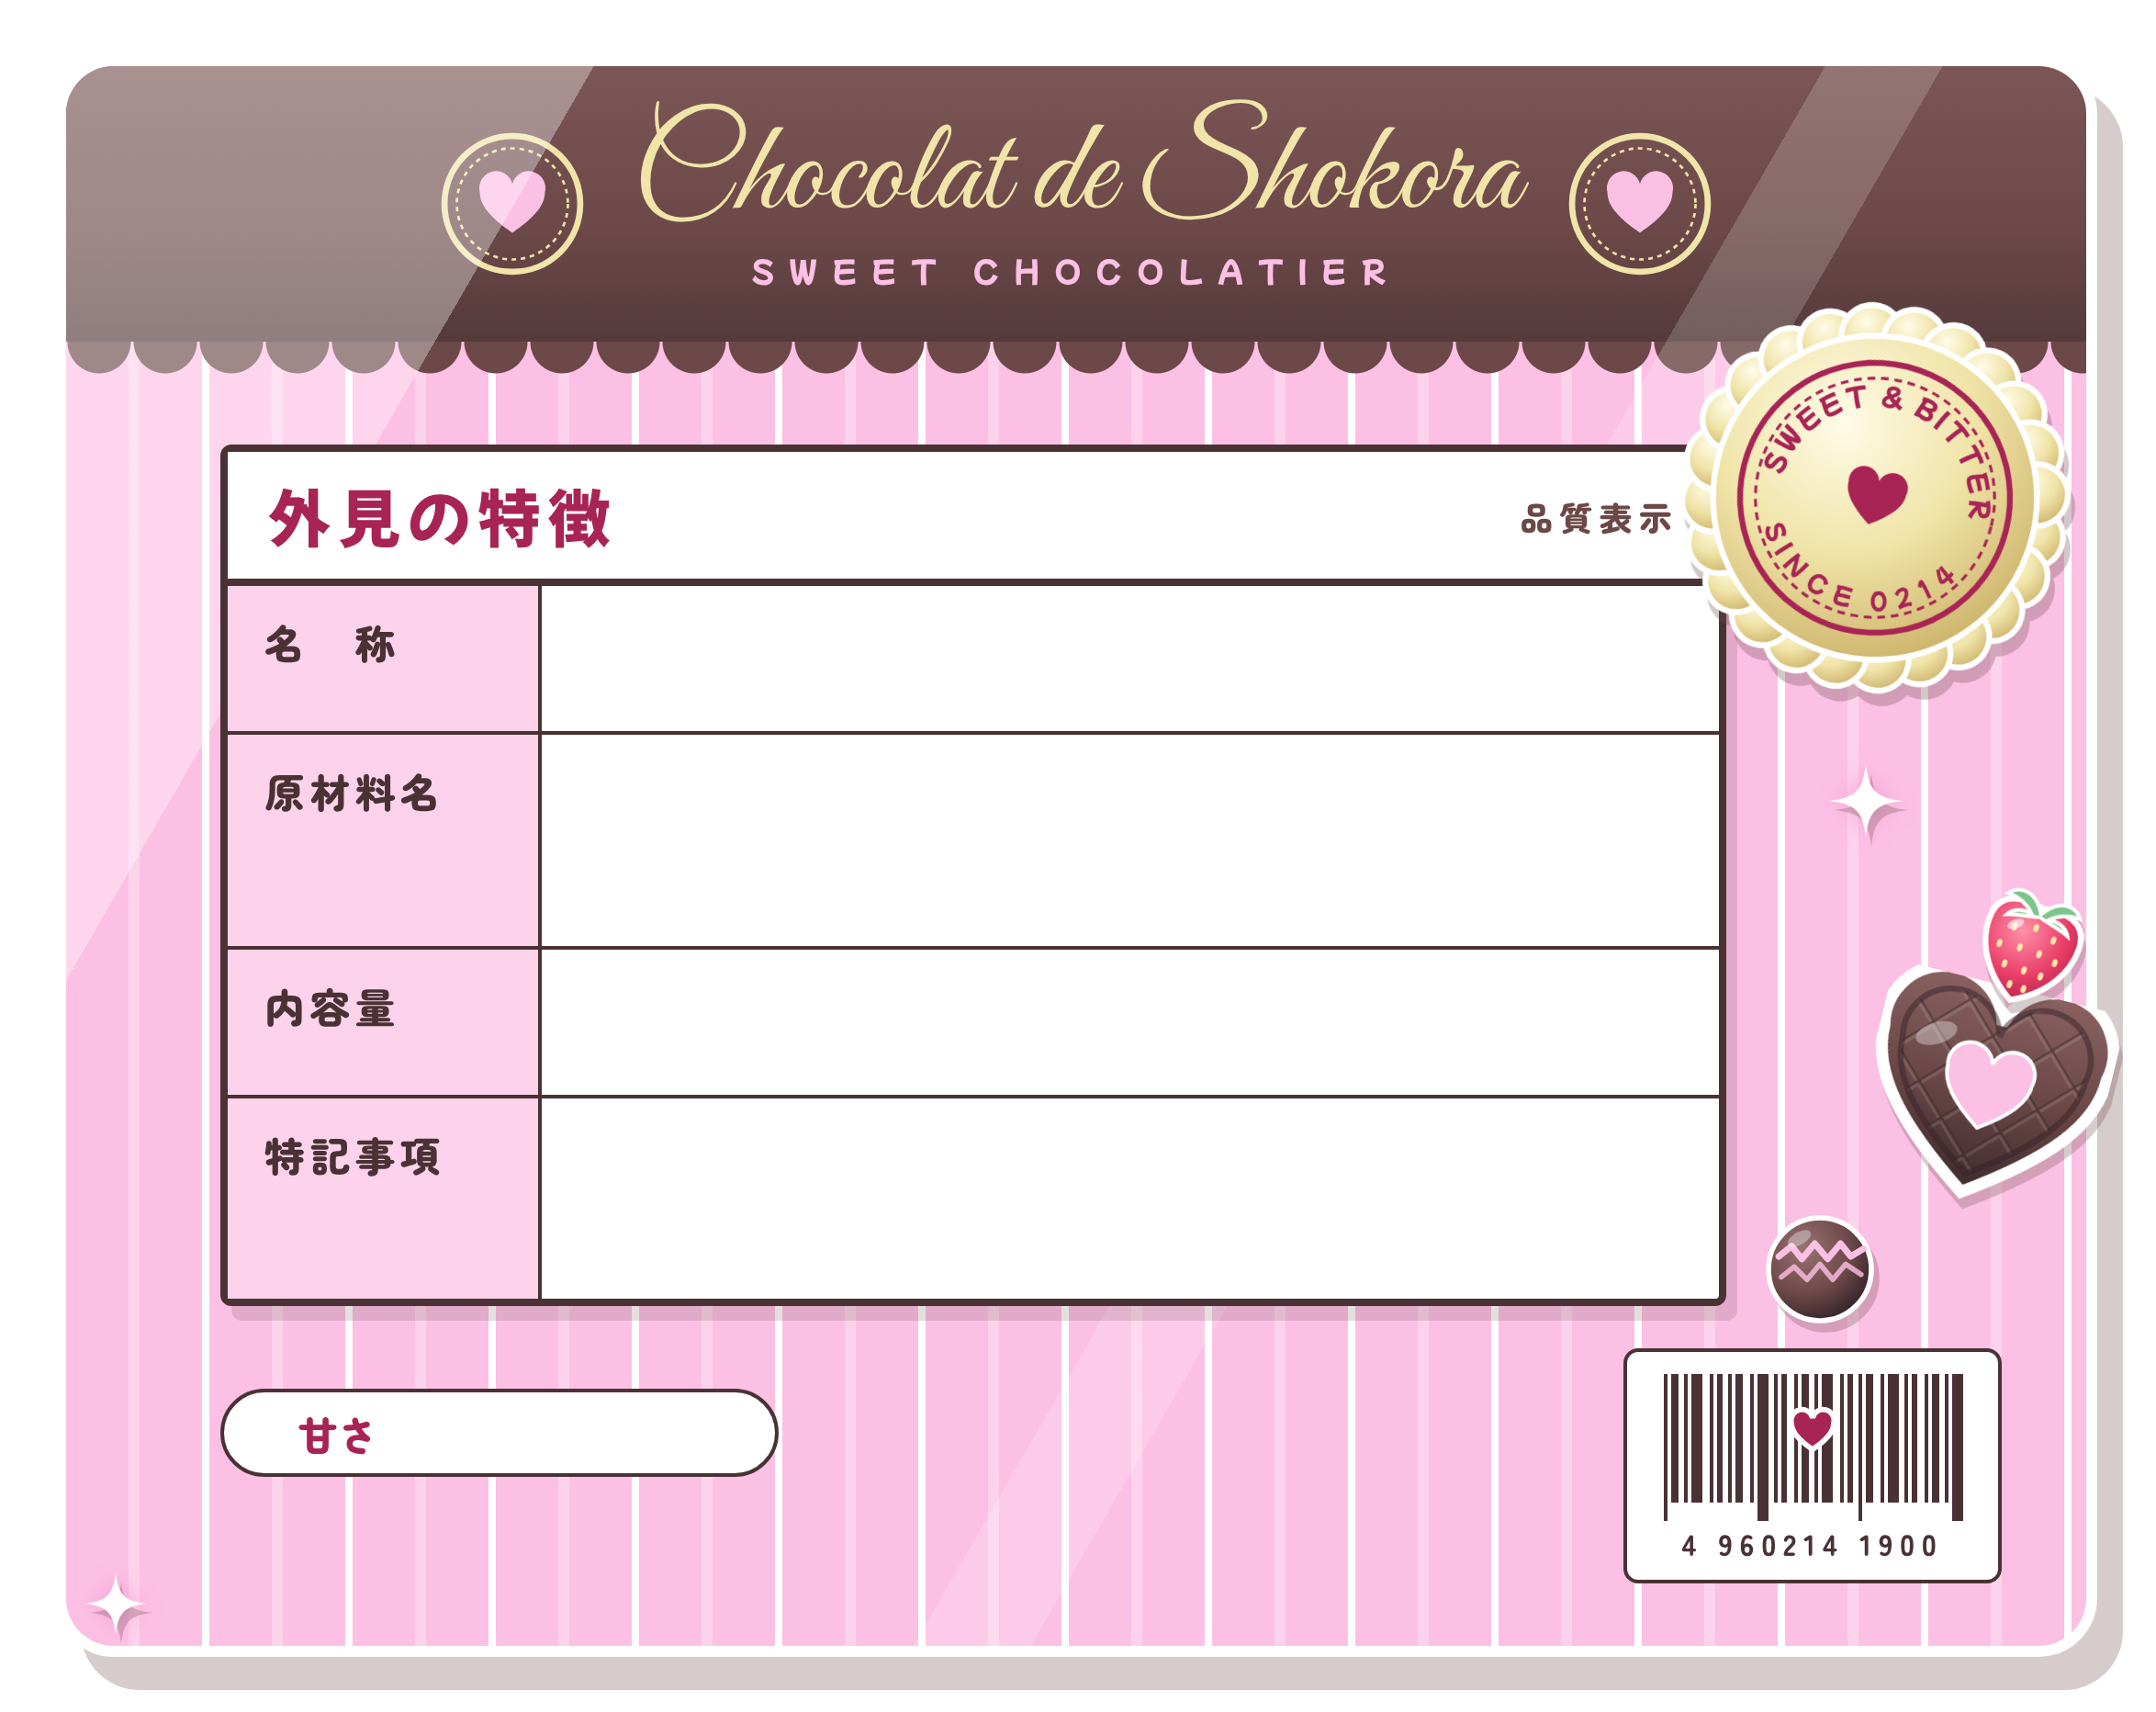 Chocolat de Shokora
SWEET CHOCOLATIER
SWEET & BITTER
SINCE 0214
外見の特徴
品質表示
名　称
原材料名
内容量
特記事項
甘さ
4 960214 1900